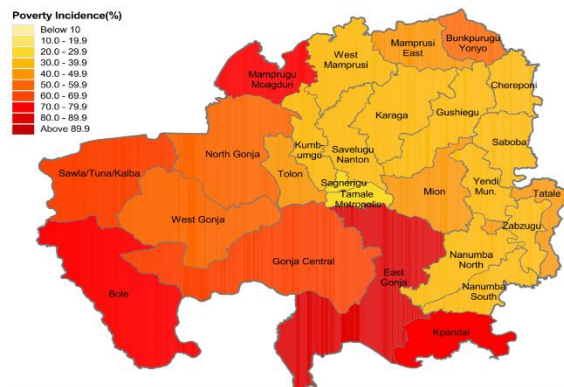 Poverty Incidence(%)
Below 10
10.0 - 19.9
20.0 - 29.9
30.0 - 39.9
40.0 - 49.9
50.0 - 59.9
60.0 - 69.9
70.0 - 79.9
80.0 - 89.9
Above 89.9
Bunkpurugu
Yonyo
Mamprusi
East
West
Mamprusi
Mamprugu
Moagduri
Chereponi
Karaga
Gushiegu
North Gonja
Kumb-
umgo
Savelugu
Nanton
Saboba
Sawla/Tuna/Kalba
Tolon
Sagnerigu
Tamale
Metropolis
Mion
Yendi
Mun.
Tatale
West Gonja
Zabzugu
Gonja Central
East
Gonja
Nanumba
North
Nanumba
South
Bole
Kpandai